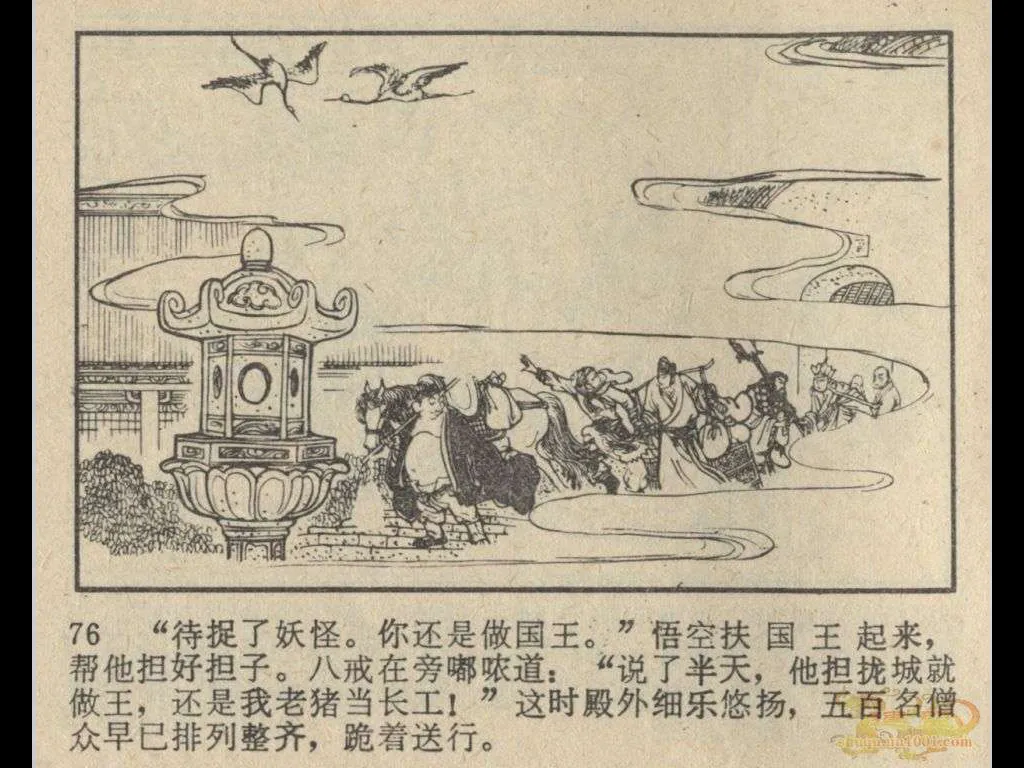 76 “待捉了妖怪。你还是做国王。”悟空扶国王起来，
帮他担好担子。八戒在旁嘟哝道：“说了半天，他担拢城就
做王，还是我老猪当长工！”这时殿外细乐悠扬，五百名僧
众早已排列整齐，跪着送行。